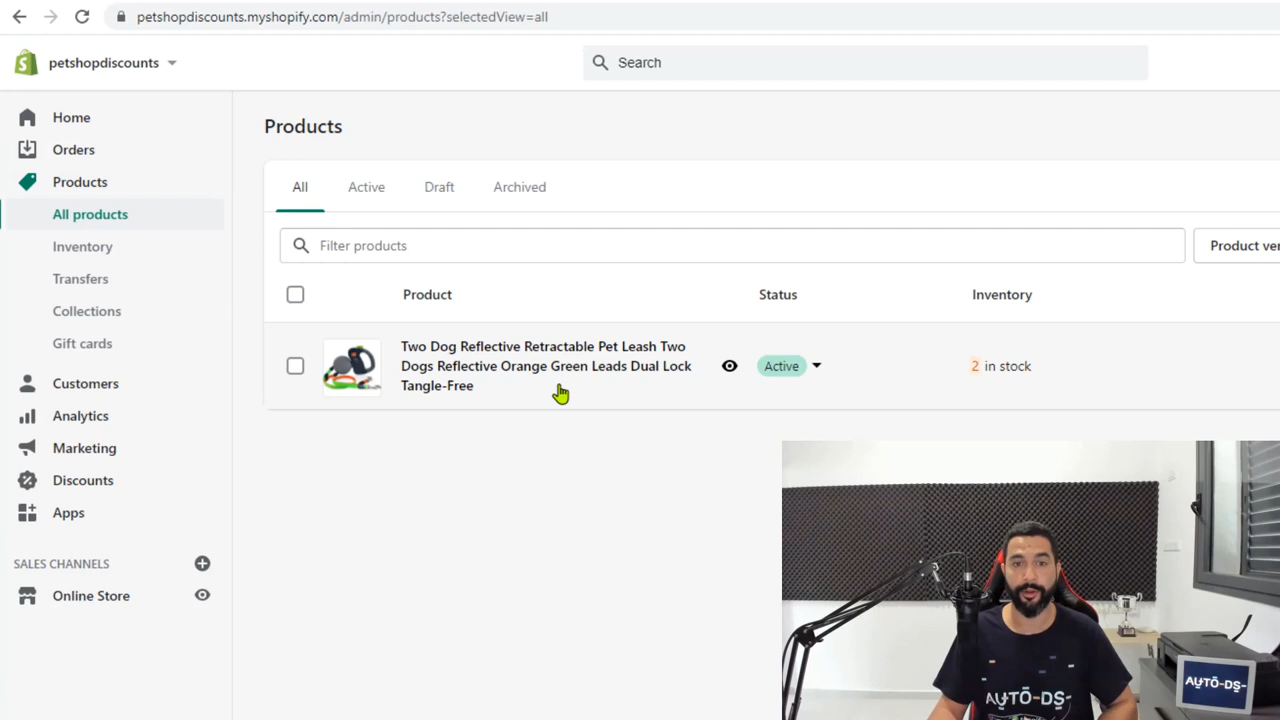 petshopdiscounts.myshopify.com/admin/products?selectedView=all
petshopdiscounts
Search
Home
Orders
Products
All products
Inventory
Transfers
Collections
Gift cards
Customers
Analytics
Marketing
Discounts
Apps
SALES CHANNELS
Online Store
Products
All Active Draft Archived
Filter products
Product ve
Product Status Inventory
Two Dog Reflective Retractable Pet Leash Two
Dogs Reflective Orange Green Leads Dual Lock
Tangle-Free
Active
2 in stock
AUTO-DS-
AUTO-DS-